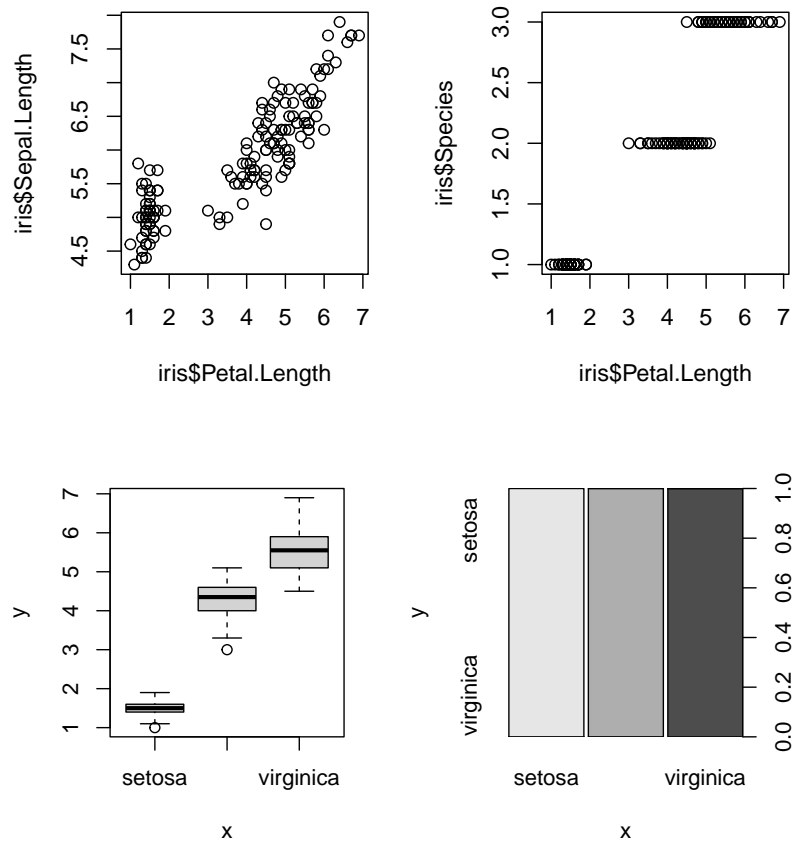 iris$Sepal.Length
7.5
6.5
5.5
4.5
1 2 3 4 5 6 7
iris$Petal.Length
iris$Species
3.0
2.5
2.0
1.5
1.0
1 2 3 4 5 6 7
iris$Petal.Length
y
7
6
5
4
3
2
1
setosa virginica
x
y
setosa
virginica
1.0
0.8
0.6
0.4
0.2
0.0
setosa virginica
x